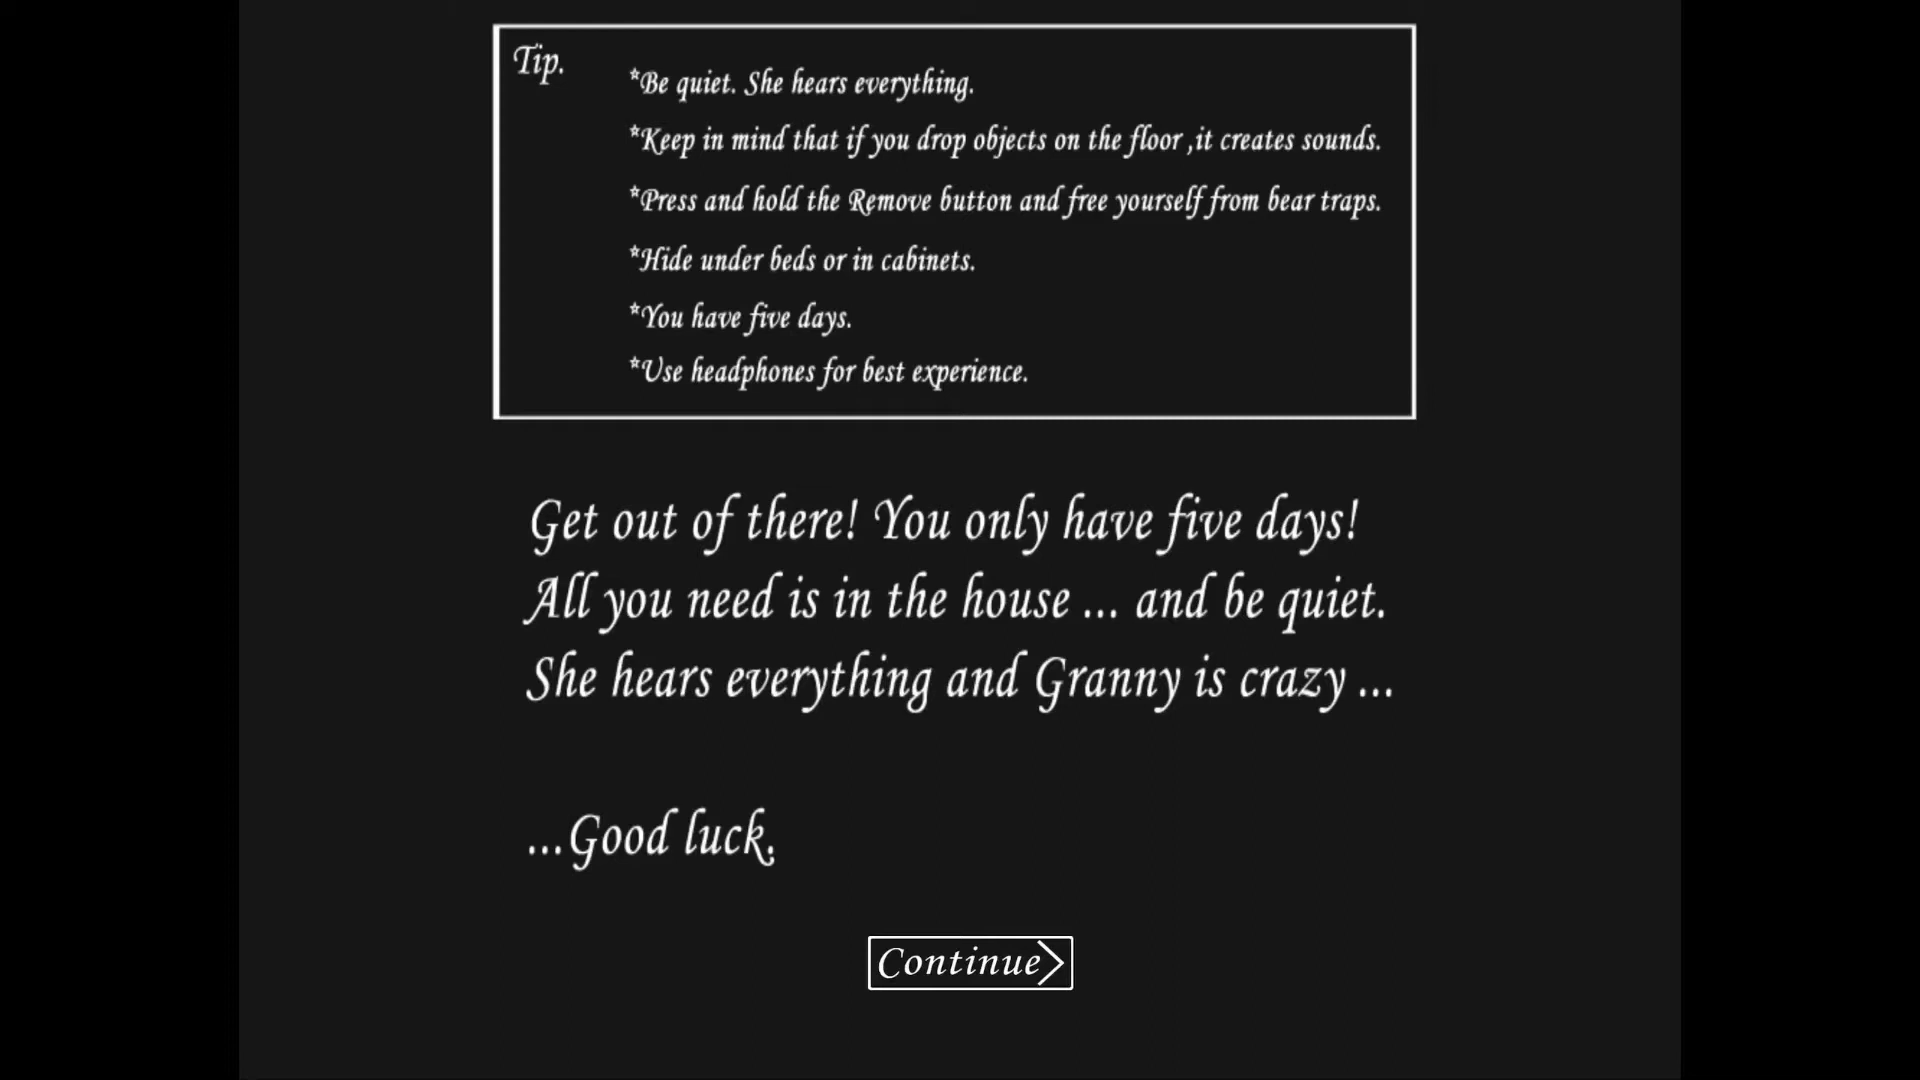 Tip.
*Be quiet. She hears everything.
*Keep in mind that if you drop objects on the floor ,it creates sounds.
*Press and hold the Remove button and free yourself from bear traps.
*Hide under beds or in cabinets.
*You have five days.
*Use headphones for best experience.
Get out of there! You only have five days!
All you need is in the house ... and be quiet.
She hears everything and Granny is crazy ...
...Good luck.
Continue>